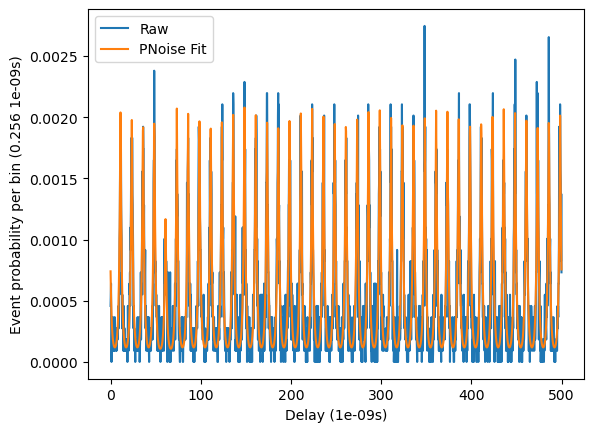 Raw
PNoise Fit
Event probability per bin (0.256 1e-09s)
0.0025
0.0020
0.0015
0.0010
0.0005
0.0000
0 100 200 300 400 500
Delay (1e-09s)